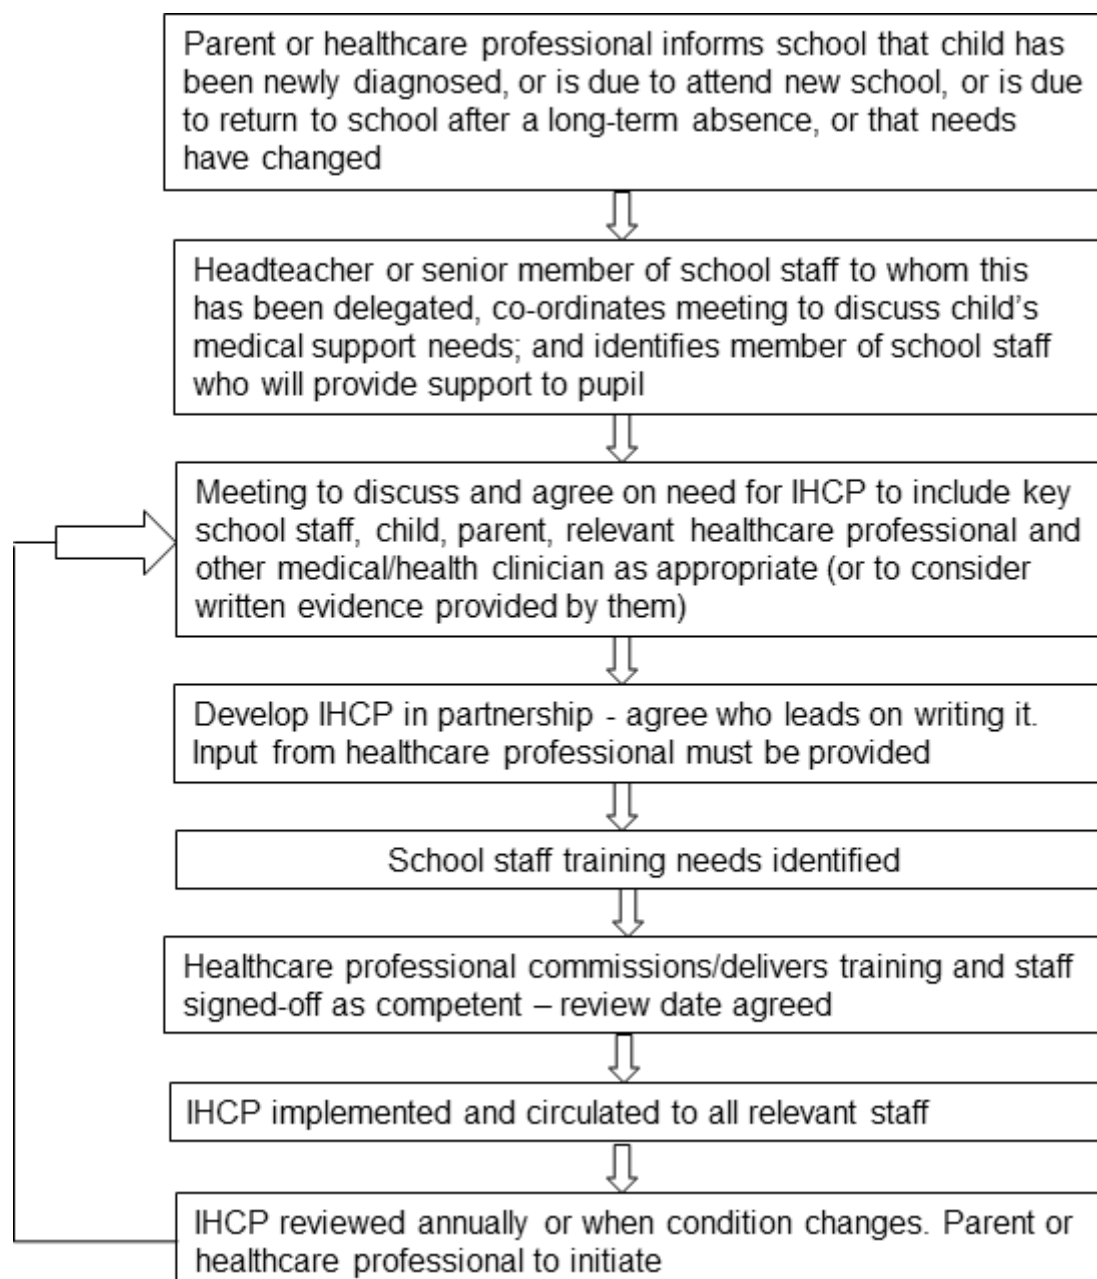 Parent or healthcare professional informs school that child has
been newly diagnosed, or is due to attend new school, or is due
to return to school after a long-term absence, or that needs
have changed
Headteacher or senior member of school staff to whom this
has been delegated, co-ordinates meeting to discuss child's
medical support needs; and identifies member of school staff
who will provide support to pupil
Meeting to discuss and agree on need for IHCP to include key
school staff, child, parent, relevant healthcare professional and
other medical/health clinician as appropriate (or to consider
written evidence provided by them)
Develop IHCP in partnership - agree who leads on writing it.
Input from healthcare professional must be provided
School staff training needs identified
Healthcare professional commissions/delivers training and staff
signed-off as competent – review date agreed
IHCP implemented and circulated to all relevant staff
IHCP reviewed annually or when condition changes. Parent or
healthcare professional to initiate